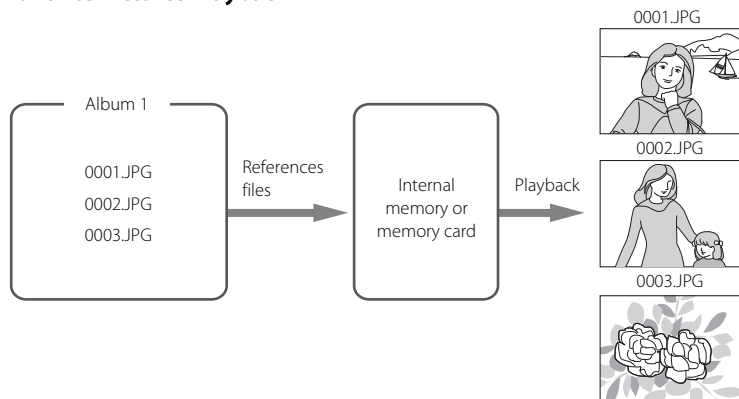 0001.JPG
Album 1
0001.JPG
0002.JPG
0003.JPG
References
files
Internal
memory or
memory card
Playback
0002.JPG
0003.JPG